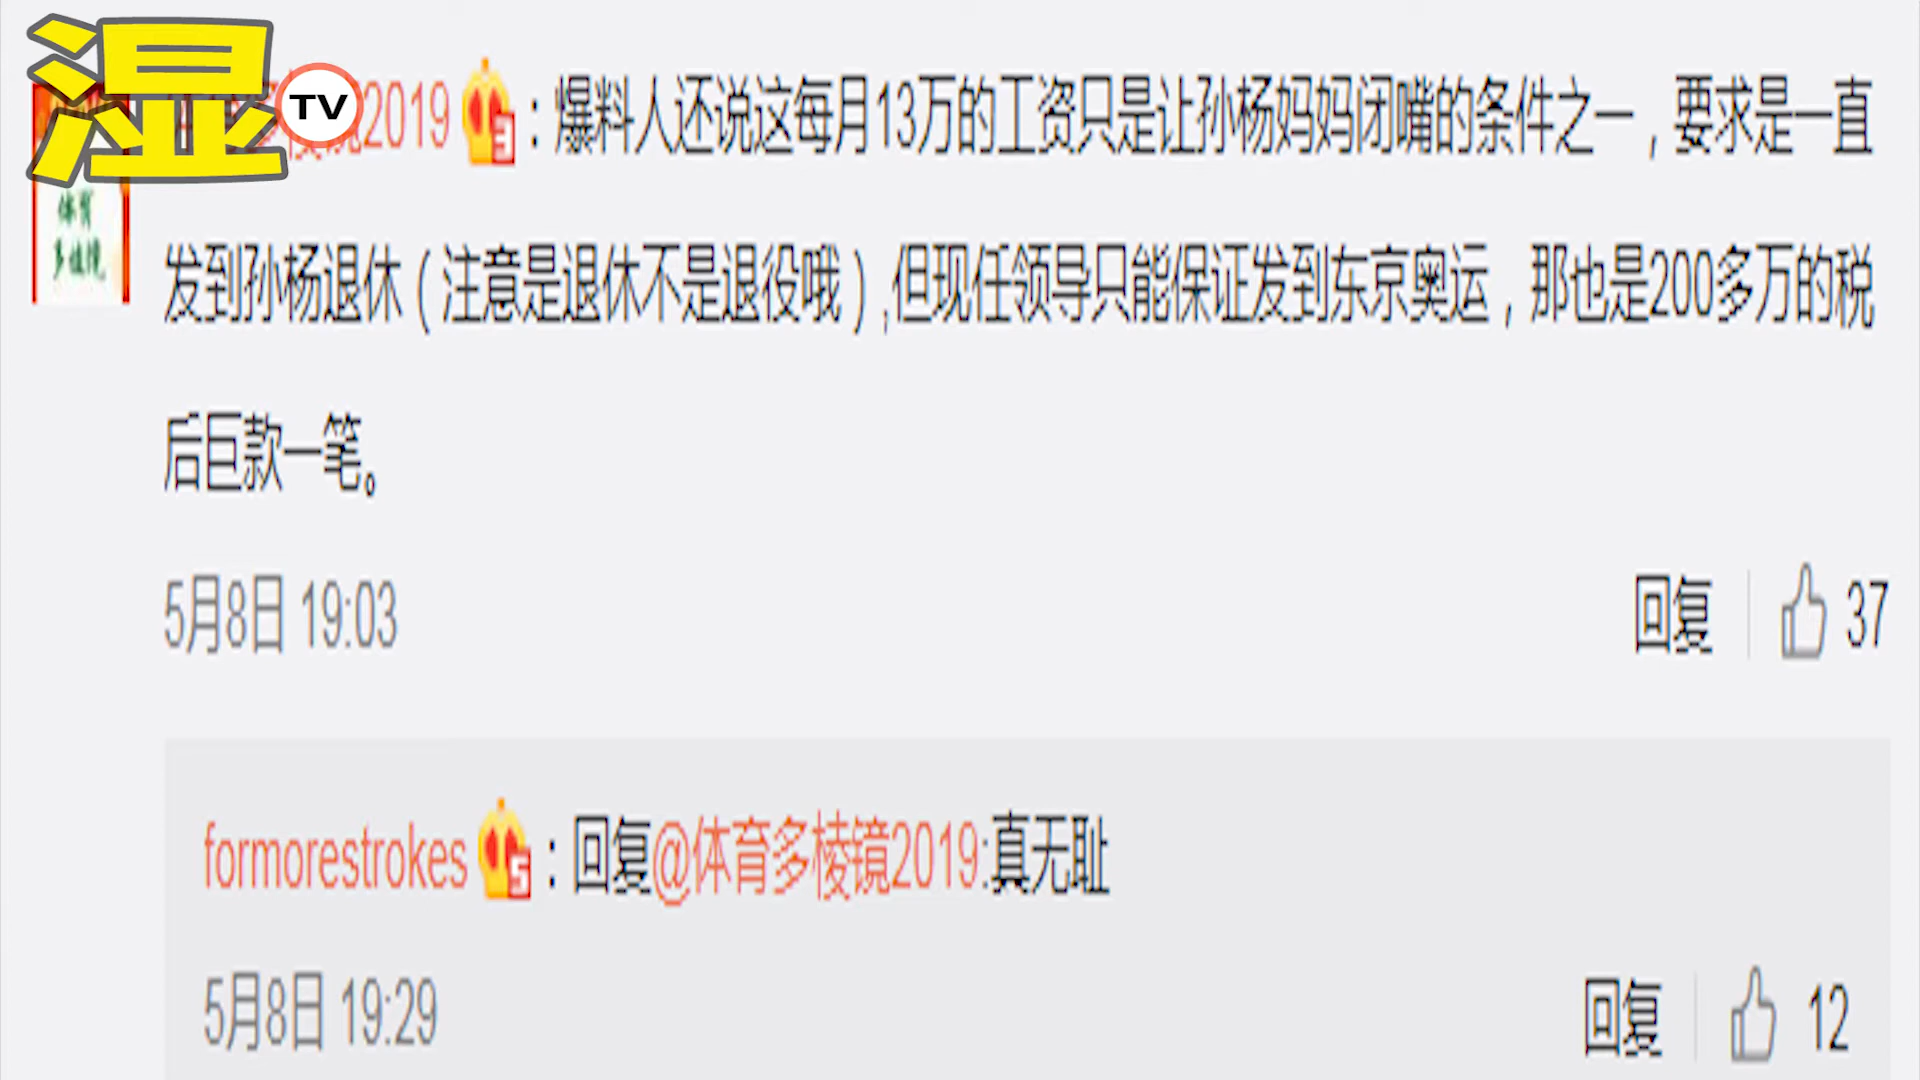 湿 TV
2019：爆料人还说这每月13万的工资只是让孙杨妈妈闭嘴的条件之一，要求是一直
发到孙杨退休（注意是退休不是退役哦）,但现任领导只能保证发到东京奥运，那也是200多万的税
后巨款一笔。
体育
多棱镜
5月8日 19:03 回复 37
formorestrokes 5：回复@体育多棱镜2019:真无耻
5月8日 19:29 回复 12